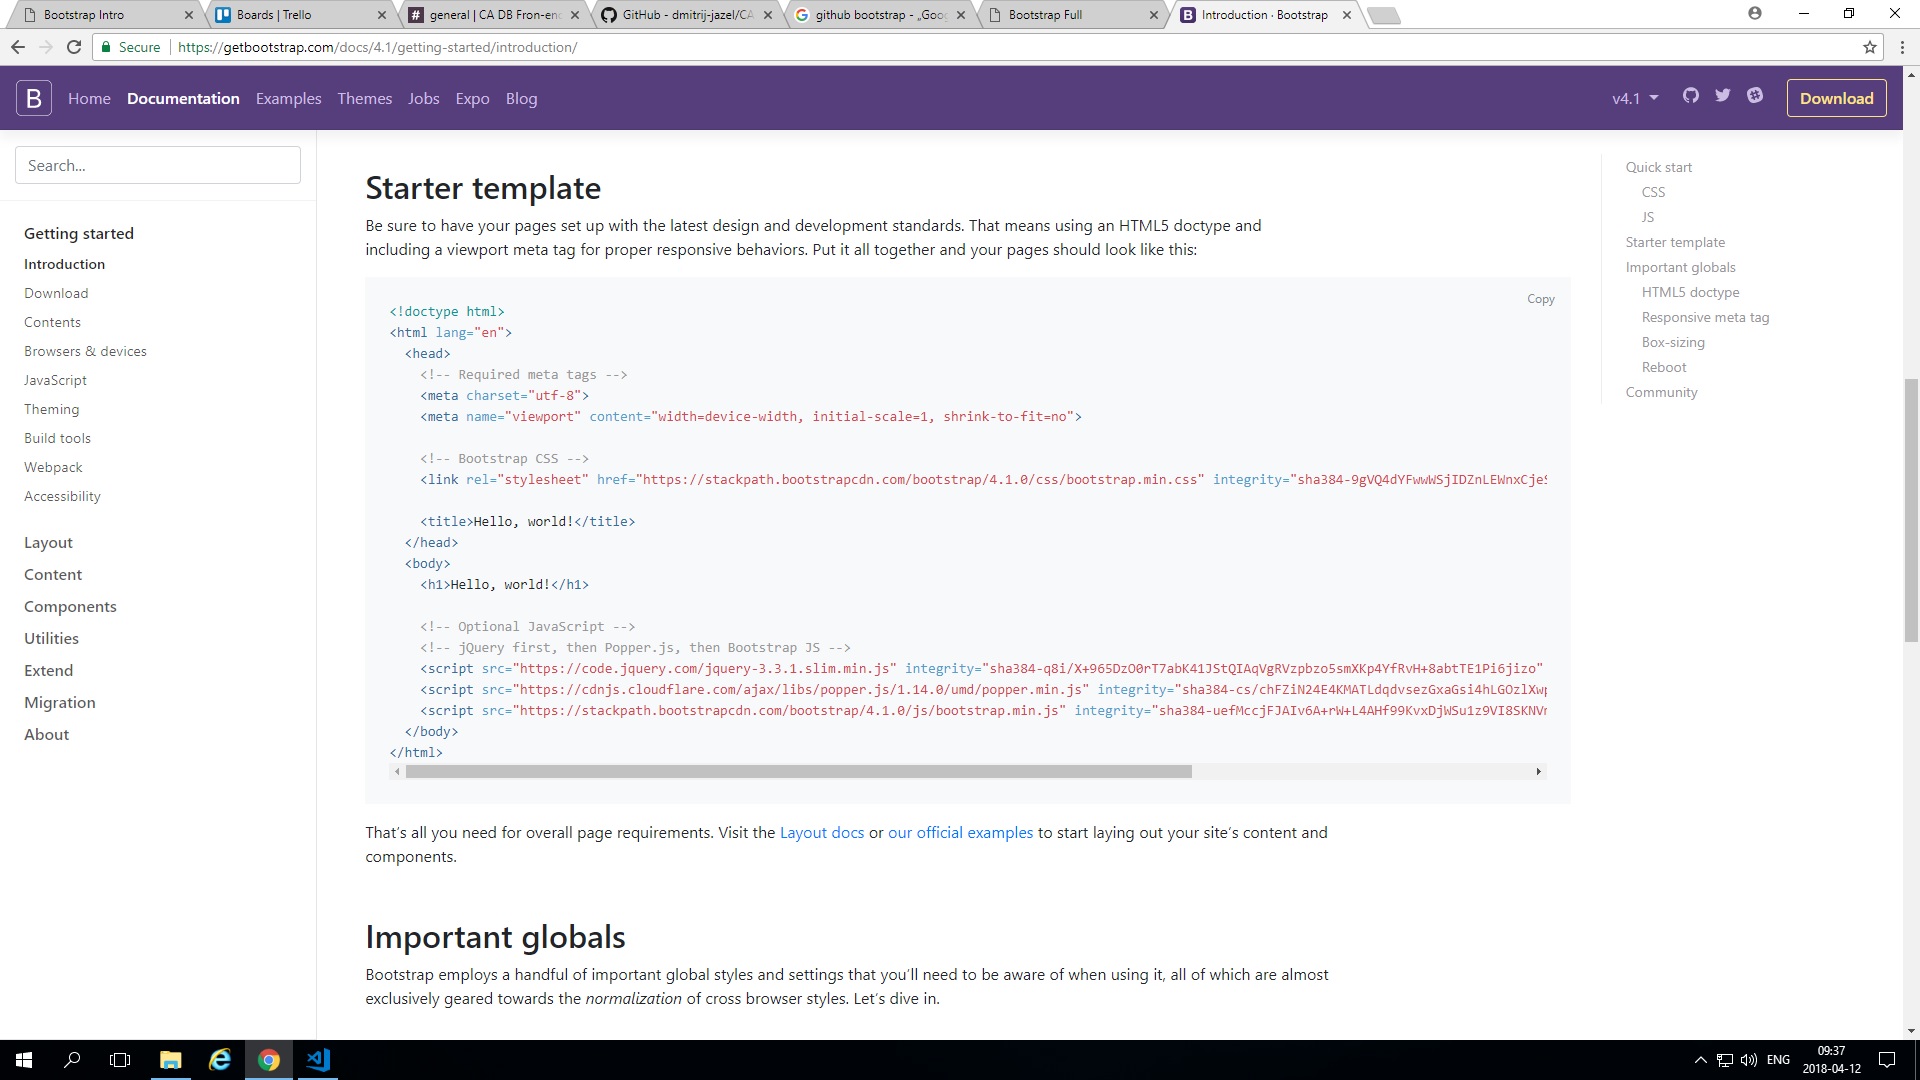 Bootstrap Intro
Boards | Trello
general | CA DB Fron-en
GitHub - dmitrij-jazel/CA
github bootstrap - „Goo
Bootstrap Full
Introduction · Bootstrap
Secure
https://getbootstrap.com/docs/4.1/getting-started/introduction/
B
Home
Documentation
Examples
Themes
Jobs
Expo
Blog
v4.1
Download
Search...
Getting started
Introduction
Download
Contents
Browsers & devices
JavaScript
Theming
Build tools
Webpack
Accessibility
Layout
Content
Components
Utilities
Extend
Migration
About
Starter template
Be sure to have your pages set up with the latest design and development standards. That means using an HTML5 doctype and
including a viewport meta tag for proper responsive behaviors. Put it all together and your pages should look like this:
Copy
<!doctype html>
<html lang="en">
<head>
<!-- Required meta tags -->
<meta charset="utf-8">
<meta name="viewport" content="width=device-width, initial-scale=1, shrink-to-fit=no">
<!-- Bootstrap CSS -->
<link rel="stylesheet" href="https://stackpath.bootstrapcdn.com/bootstrap/4.1.0/css/bootstrap.min.css" integrity="sha384-9gVQ4dYFwwWSjIDZnLEWnxCjeS
<title>Hello, world!</title>
</head>
<body>
<h1>Hello, world!</h1>
<!-- Optional JavaScript -->
<!-- jQuery first, then Popper.js, then Bootstrap JS -->
<script src="https://code.jquery.com/jquery-3.3.1.slim.min.js" integrity="sha384-q8i/X+965DzO0rT7abK41JStQIAqVgRVzpbzo5smXKp4YfRvH+8abtTE1Pi6jizo"
<script src="https://cdnjs.cloudflare.com/ajax/libs/popper.js/1.14.0/umd/popper.min.js" integrity="sha384-cs/chFZiN24E4KMATLdqdvsezGxaGsi4hLGOzlXwp
<script src="https://stackpath.bootstrapcdn.com/bootstrap/4.1.0/js/bootstrap.min.js" integrity="sha384-uefMccjFJAIv6A+rW+L4AHf99KvxDjWSu1z9VI8SKNVm
</body>
</html>
That's all you need for overall page requirements. Visit the Layout docs or our official examples to start laying out your site's content and
components.
Important globals
Bootstrap employs a handful of important global styles and settings that you'll need to be aware of when using it, all of which are almost
exclusively geared towards the normalization of cross browser styles. Let's dive in.
Quick start
CSS
JS
Starter template
Important globals
HTML5 doctype
Responsive meta tag
Box-sizing
Reboot
Community
ENG
09:37
2018-04-12